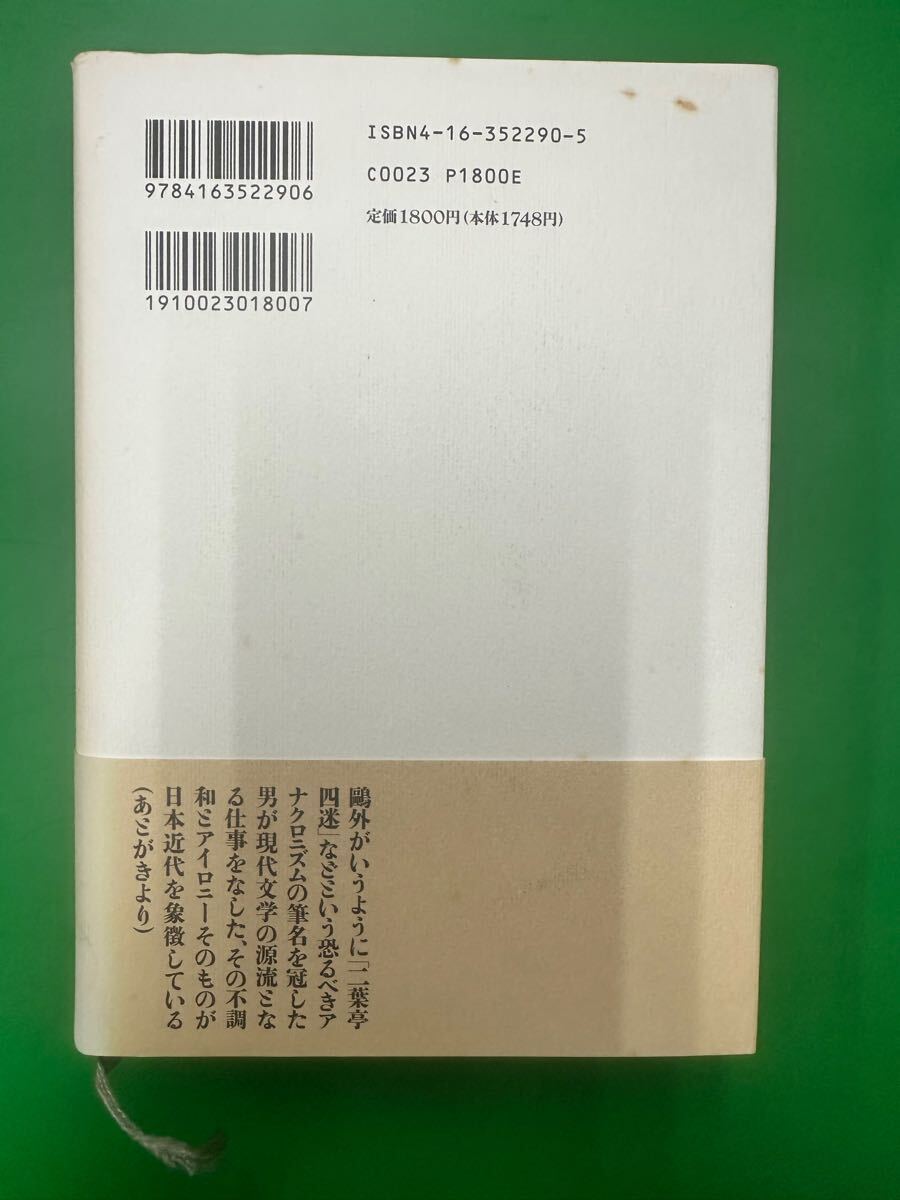 ISBN4-16-352290-5
C0023 P1800E
定価1800円(本体1748円)
9784163522906
1910023018007
鷗外がいうように「二葉亭
四迷」などという恐るべきア
ナクロニズムの筆名を冠した
男が現代文学の源流とな
る仕事をなした、その不調
和とアイロニーそのものが
日本近代を象徴している
(あとがきより)